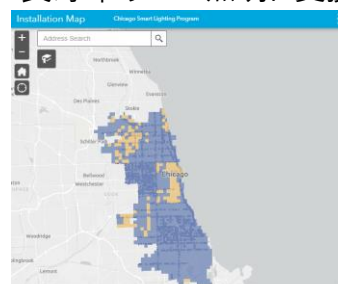 Installation Map Chicago Smart Lighting Program
Address Search
Northbrook
Wilmette
Glenview
Evanston
Des Plaines
Skokie
Schiller Park
Bellwood
Westchester
Chicago
Woodridge
Lemont